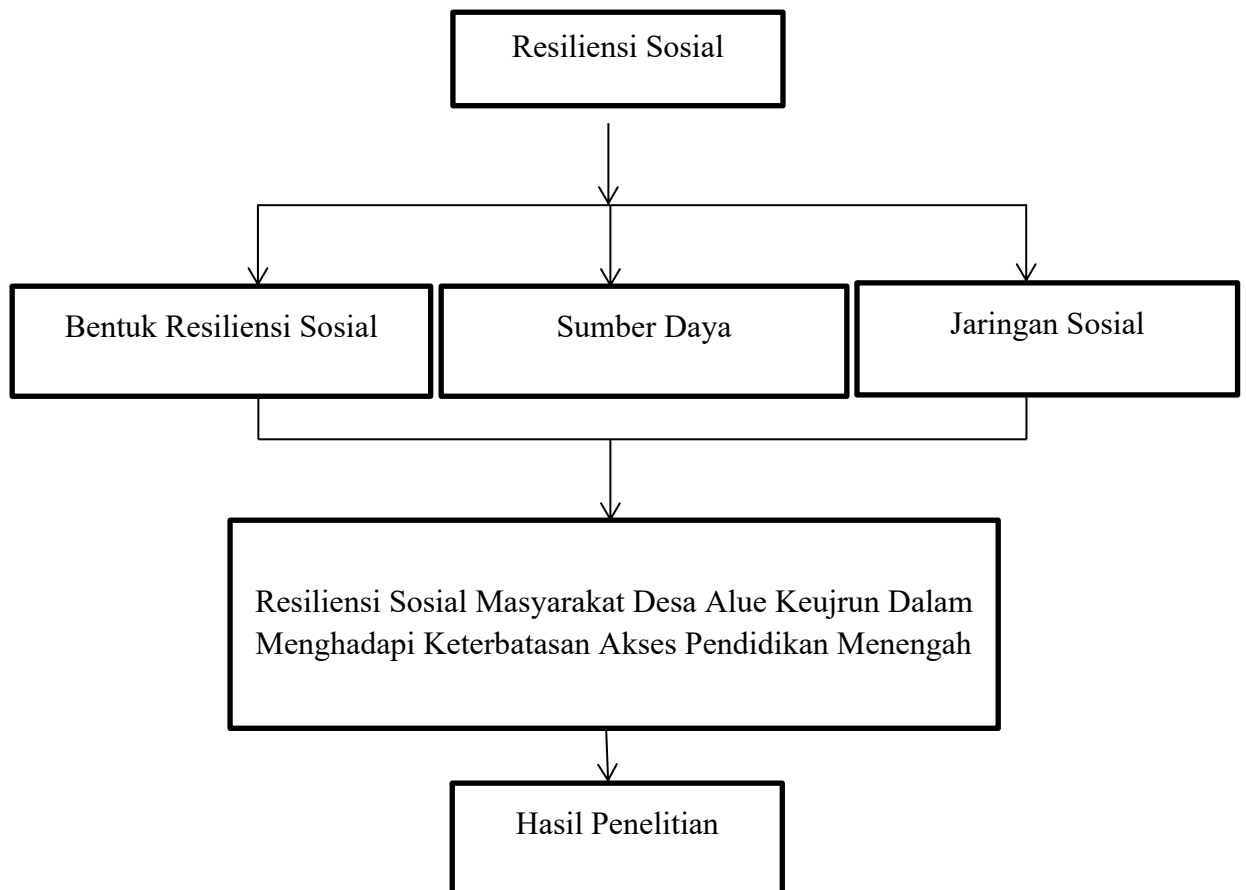 Resiliensi Sosial
Bentuk Resiliensi Sosial
Sumber Daya
Jaringan Sosial
Resiliensi Sosial Masyarakat Desa Alue Keujrun Dalam
Menghadapi Keterbatasan Akses Pendidikan Menengah
Hasil Penelitian